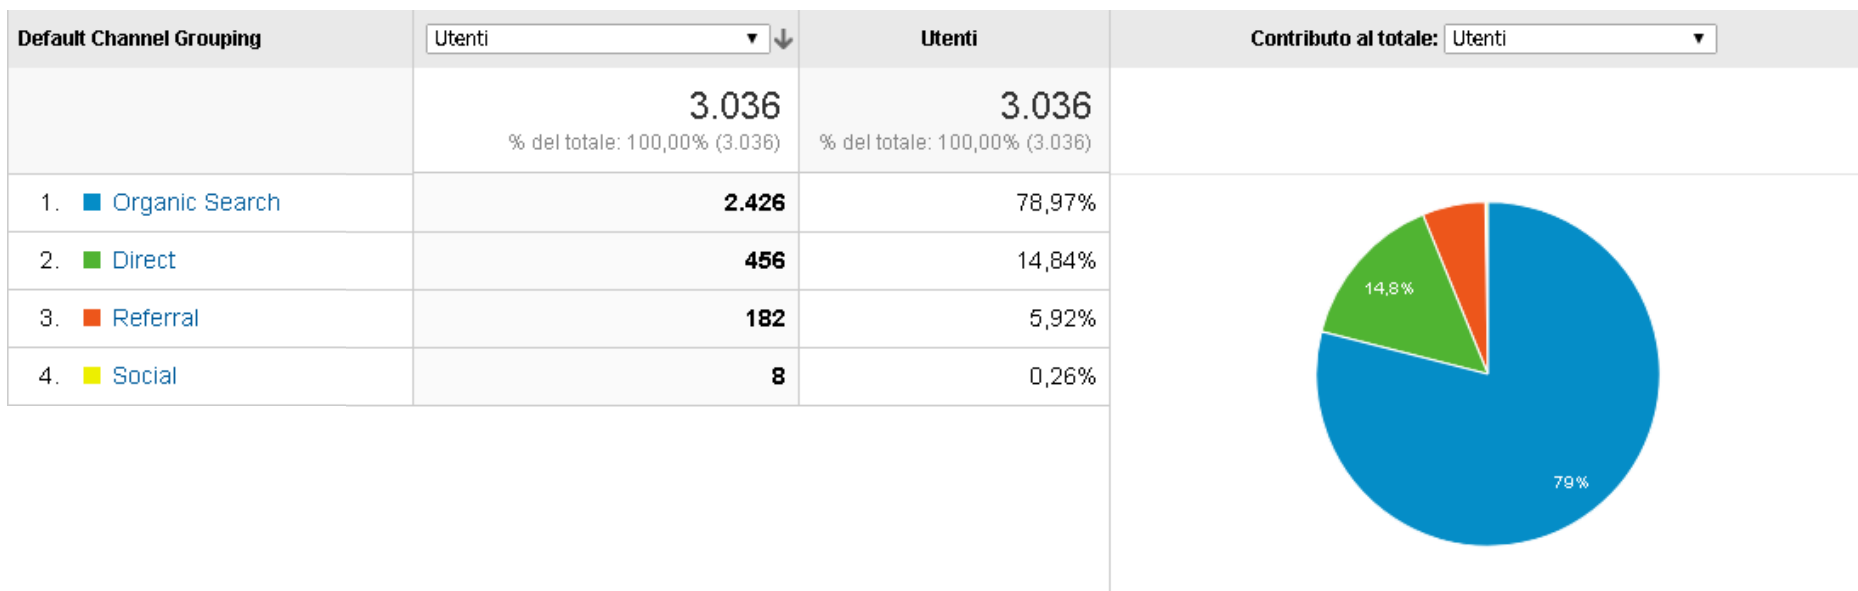 Default Channel Grouping Utenti Utenti Contributo al totale: Utenti
3.036 3.036
% del totale: 100,00% (3.036) % del totale: 100,00% (3.036)
1. Organic Search 2.426 78,97%
2. Direct 456 14,84%
3. Referral 182 5,92%
4. Social 8 0,26%
14,8%
79%